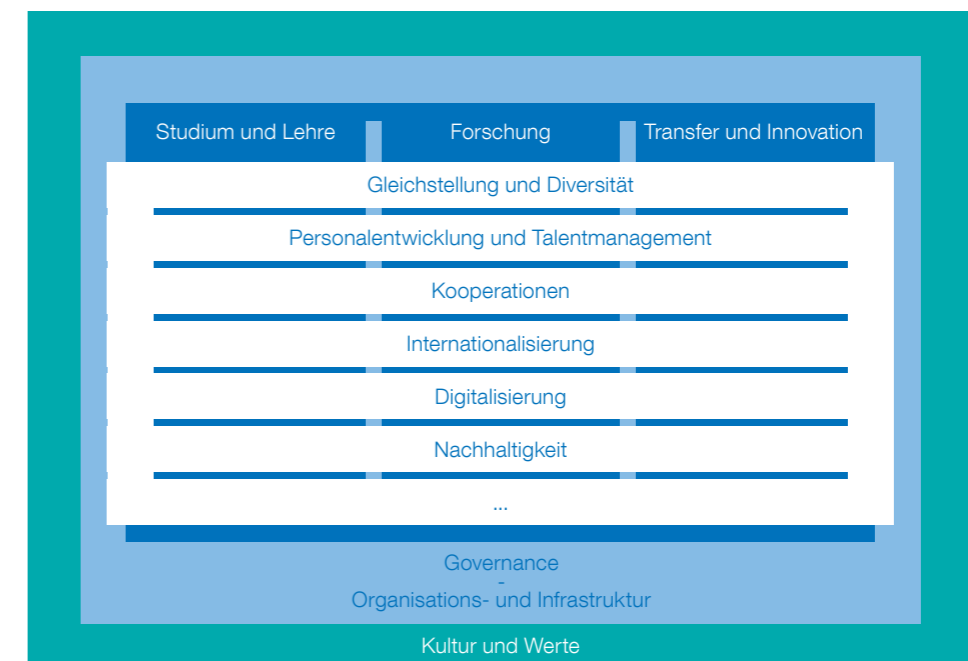 Studium und Lehre Forschung Transfer und Innovation
Gleichstellung und Diversität
Personalentwicklung und Talentmanagement
Kooperationen
Internationalisierung
Digitalisierung
Nachhaltigkeit
...
Governance
-
Organisations- und Infrastruktur
Kultur und Werte